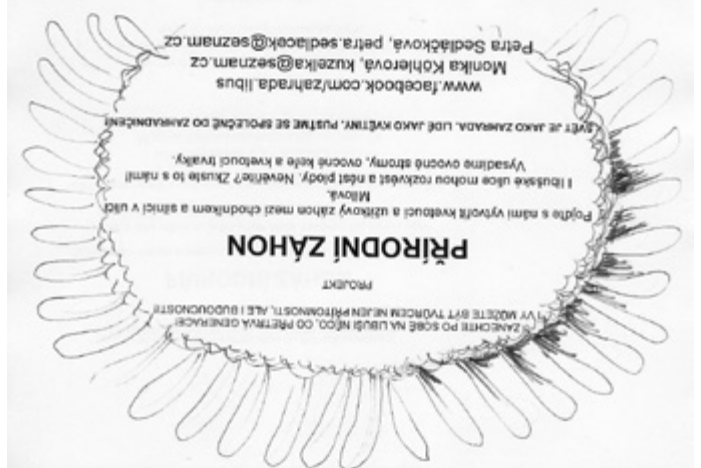 ZANECHTE PO SOBĚ NA LIBUŠI NĚCO, CO PŘETRVÁ GENERACE!
I VY MŮŽETE BÝT TVŮRCEM NEJEN PŘÍTOMNOSTI, ALE I BUDOUCNOSTI!
PROJEKT
PŘÍRODNÍ ZÁHON
Pojďte s námi vytvořit kvetoucí a užitkový záhon mezi chodníkem a silnicí v ulici
Mílová.
I libušské ulice mohou rozkvést a nést plody. Nevěříte? Zkuste to s námi!
Vysadíme ovocné stromy, ovocné keře a kvetoucí trvalky.
SVĚT JE JAKO ZAHRADA. LIDÉ JAKO KVĚTINY. PUSŤME SE SPOLEČNĚ DO ZAHRADNIČENÍ!
www.facebook.com/zahrada.libus
Monika Köhlerová, kuzelka@seznam.cz
Petra Sedláčková, petra.sedlacek@seznam.cz